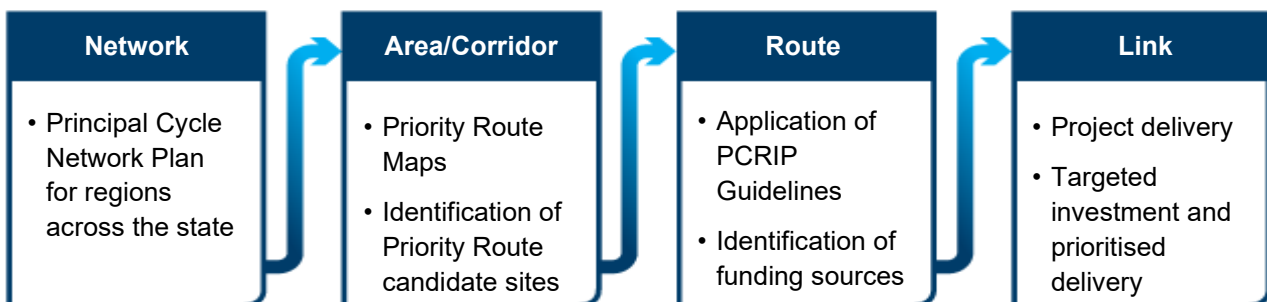 Network
• Principal Cycle
Network Plan
for regions
across the state
Area/Corridor
• Priority Route
Maps
• Identification of
Priority Route
candidate sites
Route
• Application of
PCRIP
Guidelines
• Identification of
funding sources
Link
• Project delivery
• Targeted
investment and
prioritised
delivery